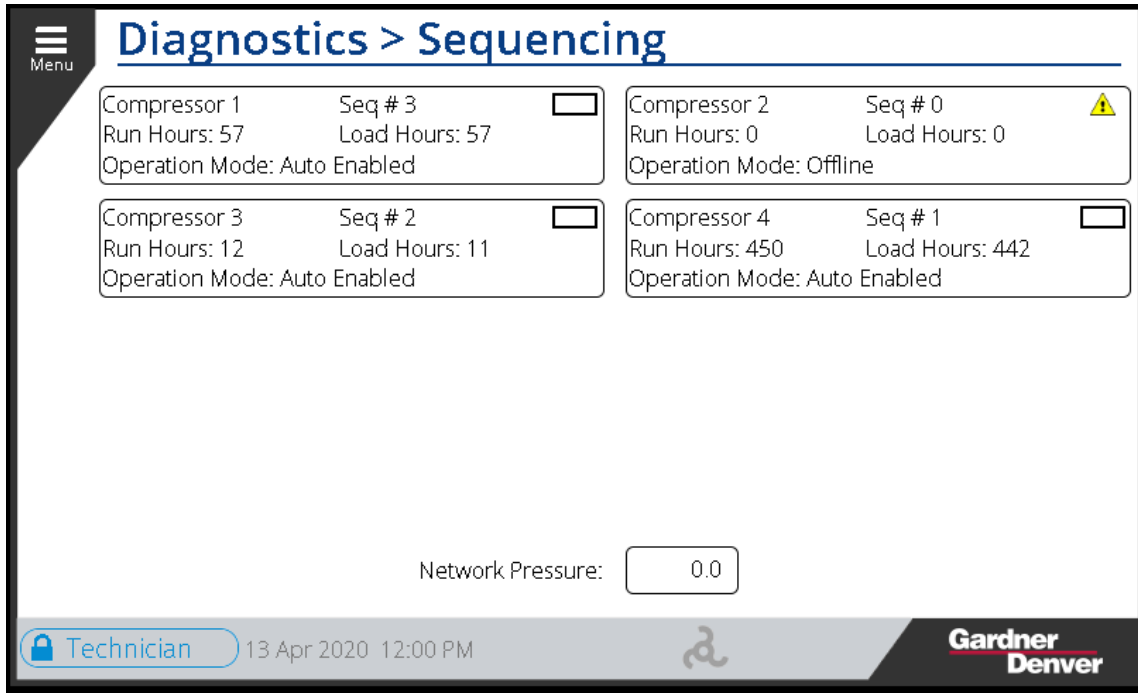 Menu
Diagnostics > Sequencing
Compressor 1 Seq # 3
Run Hours: 57 Load Hours: 57
Operation Mode: Auto Enabled
Compressor 2 Seq # 0
Run Hours: 0 Load Hours: 0
Operation Mode: Offline
Compressor 3 Seq # 2
Run Hours: 12 Load Hours: 11
Operation Mode: Auto Enabled
Compressor 4 Seq # 1
Run Hours: 450 Load Hours: 442
Operation Mode: Auto Enabled
Network Pressure: 0.0
Technician 13 Apr 2020 12:00 PM
Gardner
Denver